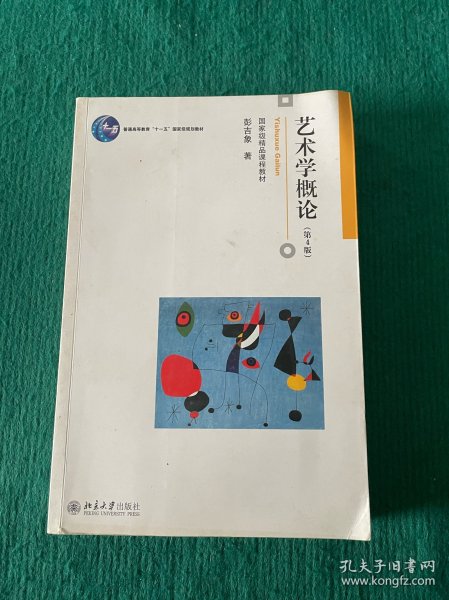 十一五
普通高等教育“十一五”国家级规划教材
艺术学概论
（第4版）
Yishuxue Gailun
国家级精品课程教材
彭吉象 著
北京大学出版社
PEKING UNIVERSITY PRESS
孔夫子旧书网
www.kongfz.com